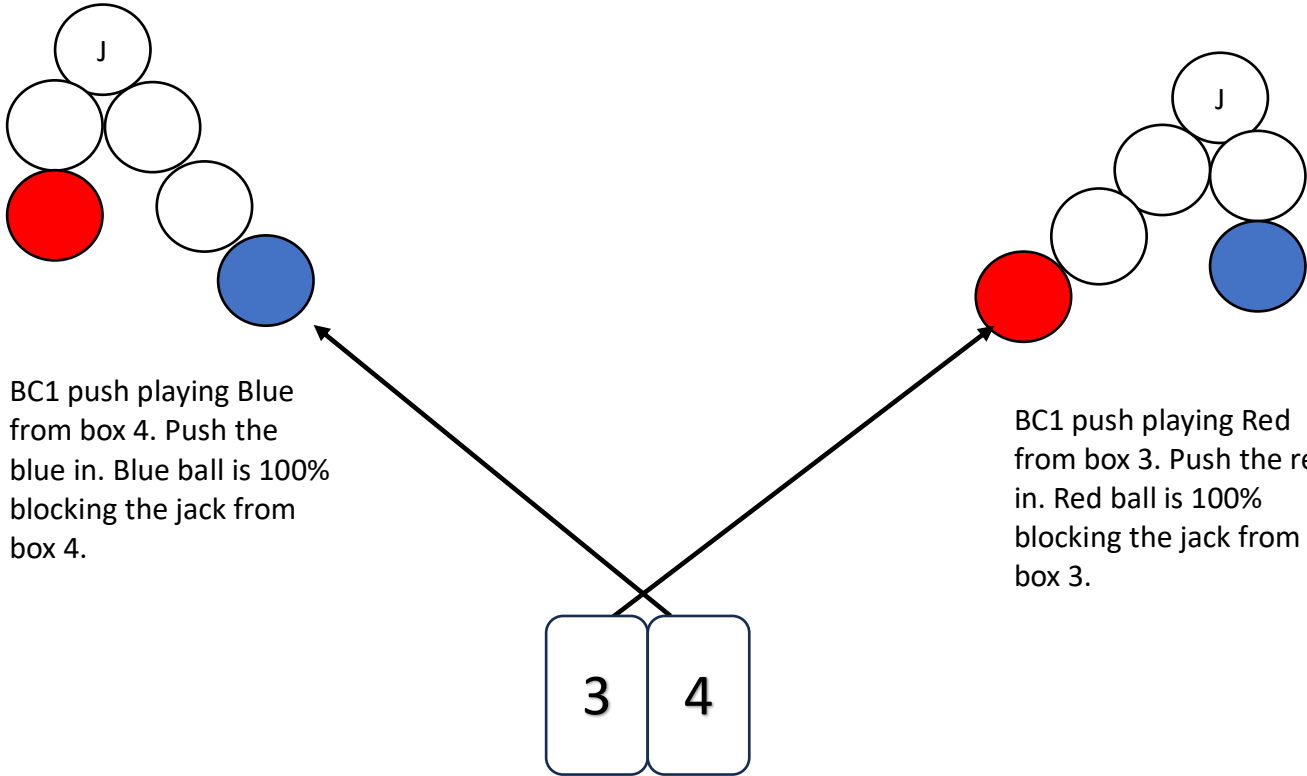 J
J
BC1 push playing Blue
from box 4. Push the
blue in. Blue ball is 100%
blocking the jack from
box 4.
BC1 push playing Red
from box 3. Push the
in. Red ball is 100%
blocking the jack from
box 3.
3
4